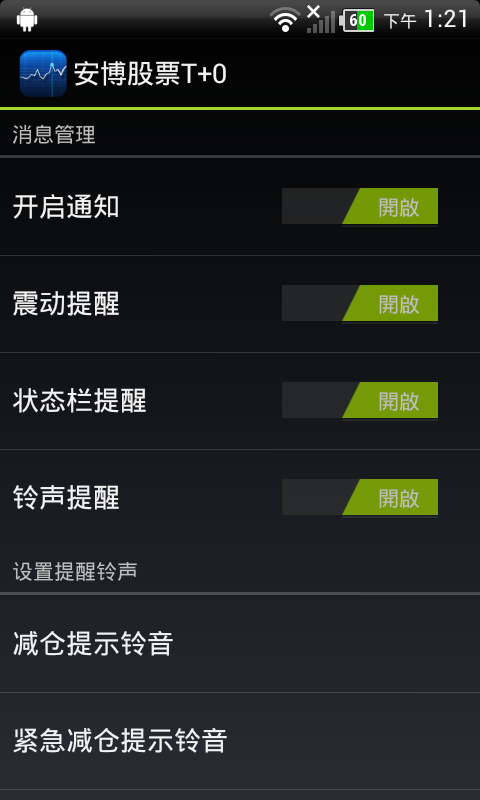 60 下午 1:21
安博股票T+0
消息管理
开启通知 開啟
震动提醒 開啟
状态栏提醒 開啟
铃声提醒 開啟
设置提醒铃声
减仓提示铃音
紧急减仓提示铃音